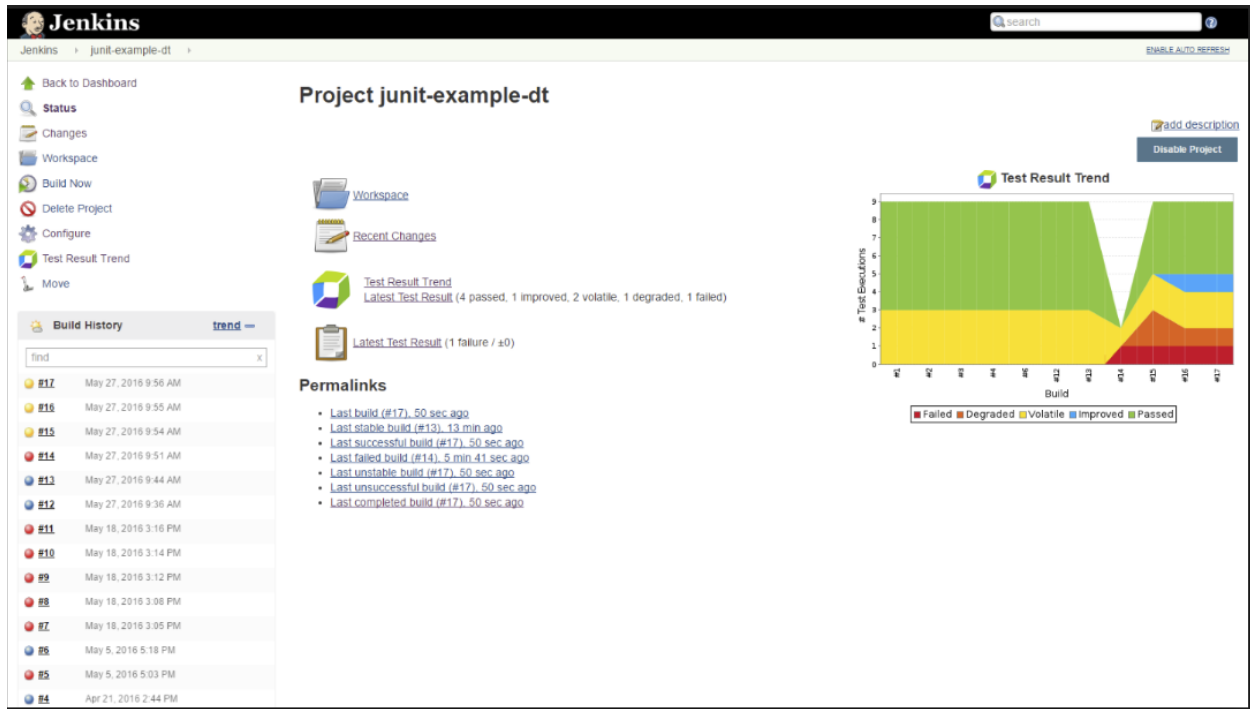 Jenkins
search
Jenkins › junit-example-dt ›
ENABLE AUTO REFRESH
Back to Dashboard
Status
Changes
Workspace
Build Now
Delete Project
Configure
Test Result Trend
Move
Build History trend —
find x
#17 May 27, 2016 9:56 AM
#16 May 27, 2016 9:55 AM
#15 May 27, 2016 9:54 AM
#14 May 27, 2016 9:51 AM
#13 May 27, 2016 9:44 AM
#12 May 27, 2016 9:36 AM
#11 May 18, 2016 3:16 PM
#10 May 18, 2016 3:14 PM
#9 May 18, 2016 3:12 PM
#8 May 18, 2016 3:08 PM
#7 May 18, 2016 3:05 PM
#6 May 5, 2016 5:18 PM
#5 May 5, 2016 5:03 PM
#4 Apr 21, 2016 2:44 PM
Project junit-example-dt
add description
Disable Project
Workspace
Recent Changes
Test Result Trend
Latest Test Result (4 passed, 1 improved, 2 volatile, 1 degraded, 1 failed)
Latest Test Result (1 failure / ±0)
Permalinks
• Last build (#17), 50 sec ago
• Last stable build (#13), 13 min ago
• Last successful build (#17), 50 sec ago
• Last failed build (#14), 5 min 41 sec ago
• Last unstable build (#17), 50 sec ago
• Last unsuccessful build (#17), 50 sec ago
• Last completed build (#17), 50 sec ago
Test Result Trend
# Test Executions
9
8
7
6
5
4
3
2
1
0
#1 #2 #3 #4 #6 #12 #13 #14 #15 #16 #17
Build
Failed Degraded Volatile Improved Passed